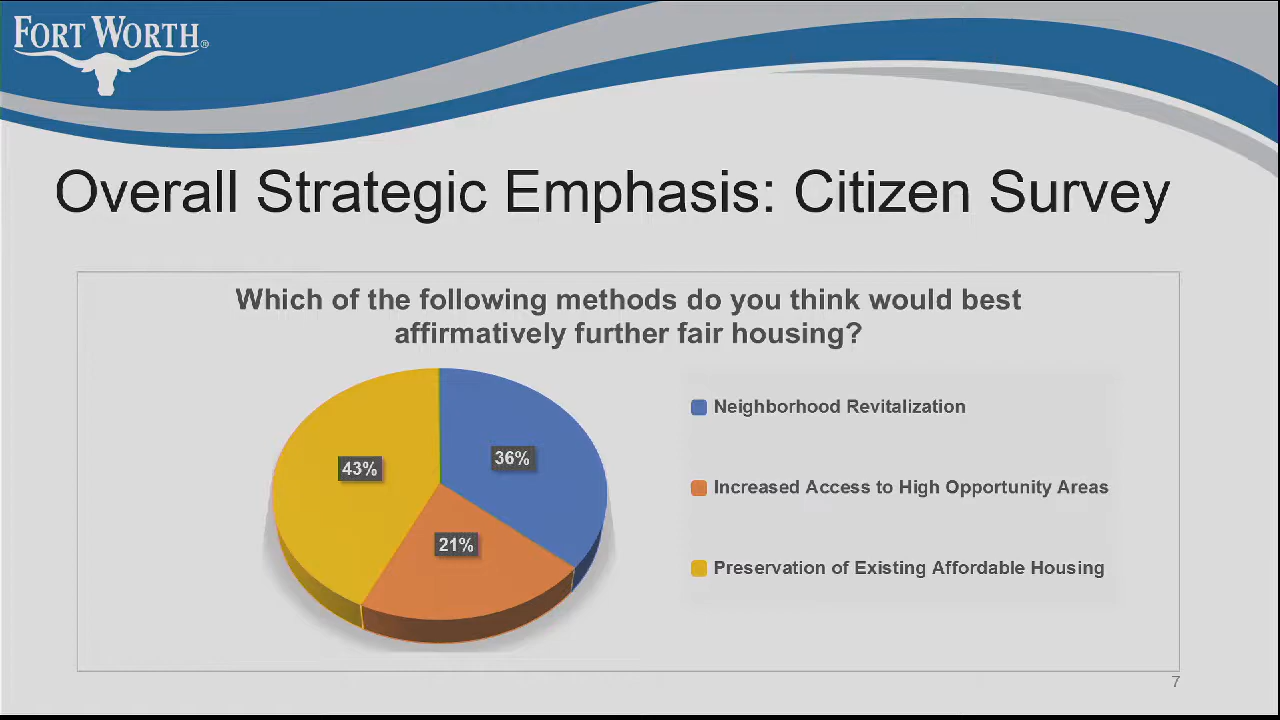 FORT WORTH®
Overall Strategic Emphasis: Citizen Survey
Which of the following methods do you think would best
affirmatively further fair housing?
43%
36%
21%
Neighborhood Revitalization
Increased Access to High Opportunity Areas
Preservation of Existing Affordable Housing
7